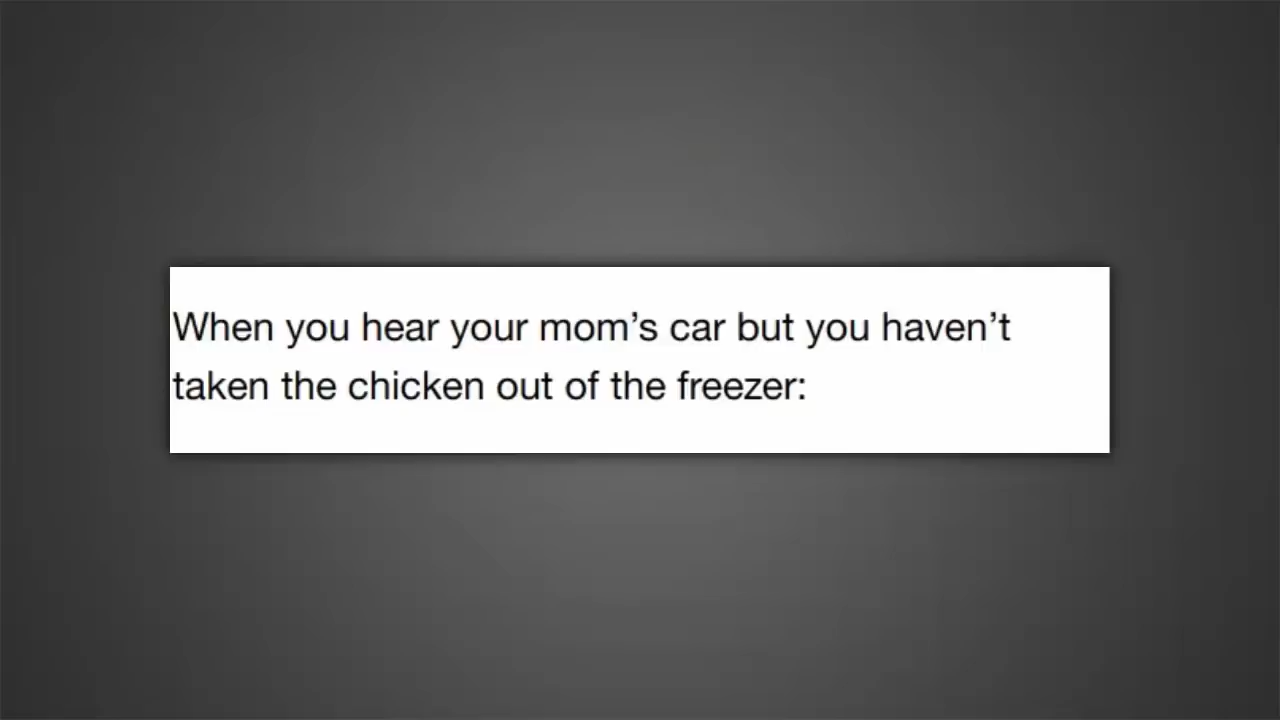 When you hear your mom’s car but you haven’t
taken the chicken out of the freezer: